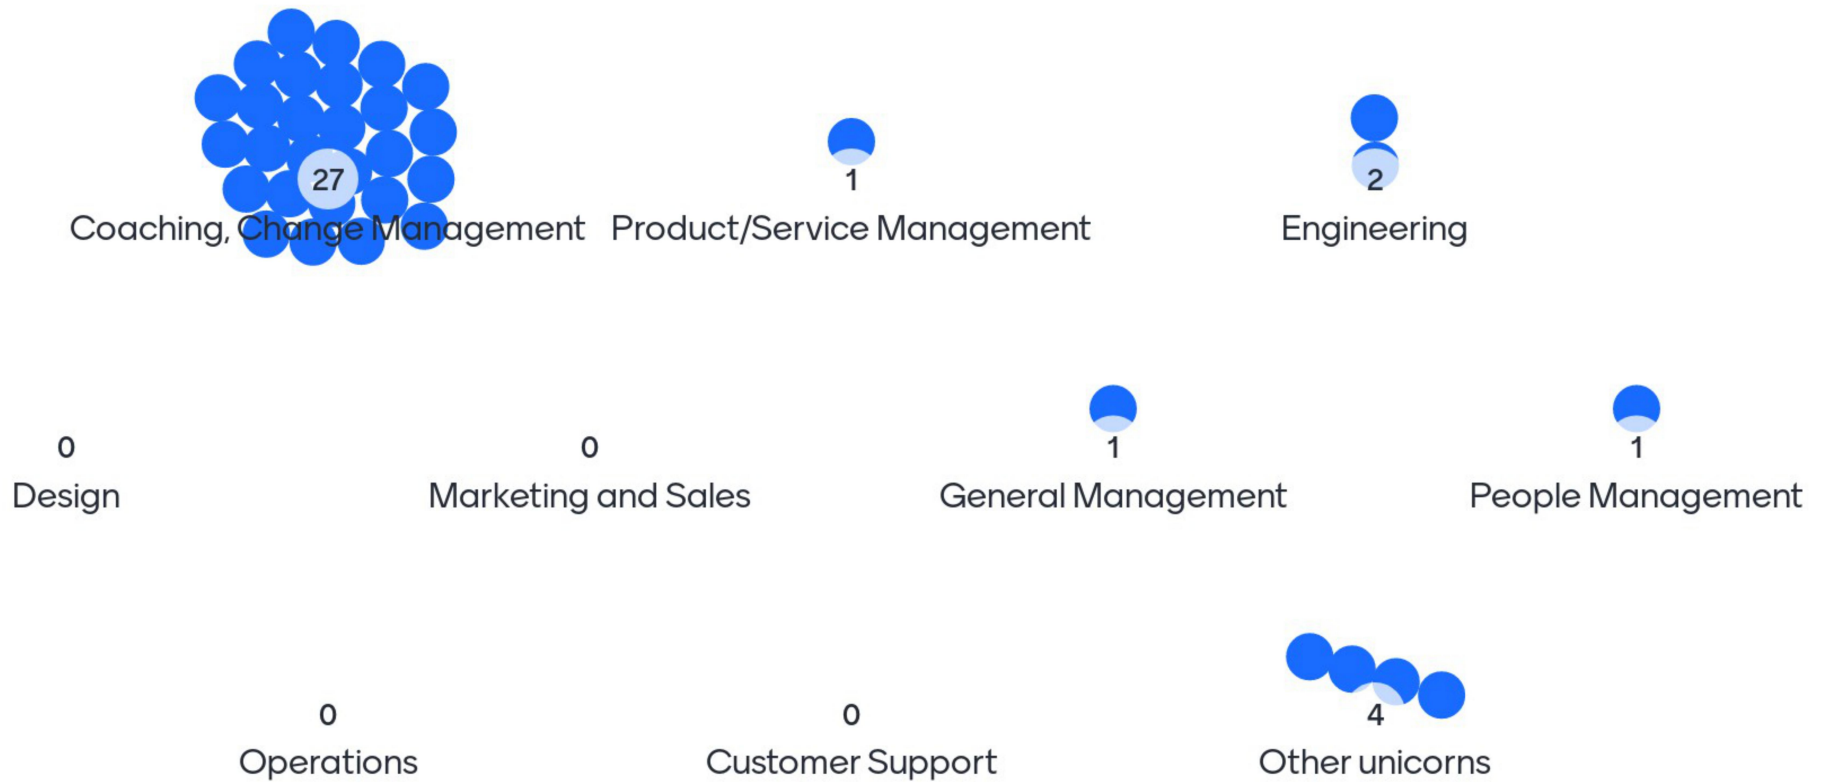 27
Coaching, Change Management
1
Product/Service Management
2
Engineering
0
Design
0
Marketing and Sales
1
General Management
1
People Management
0
Operations
0
Customer Support
4
Other unicorns